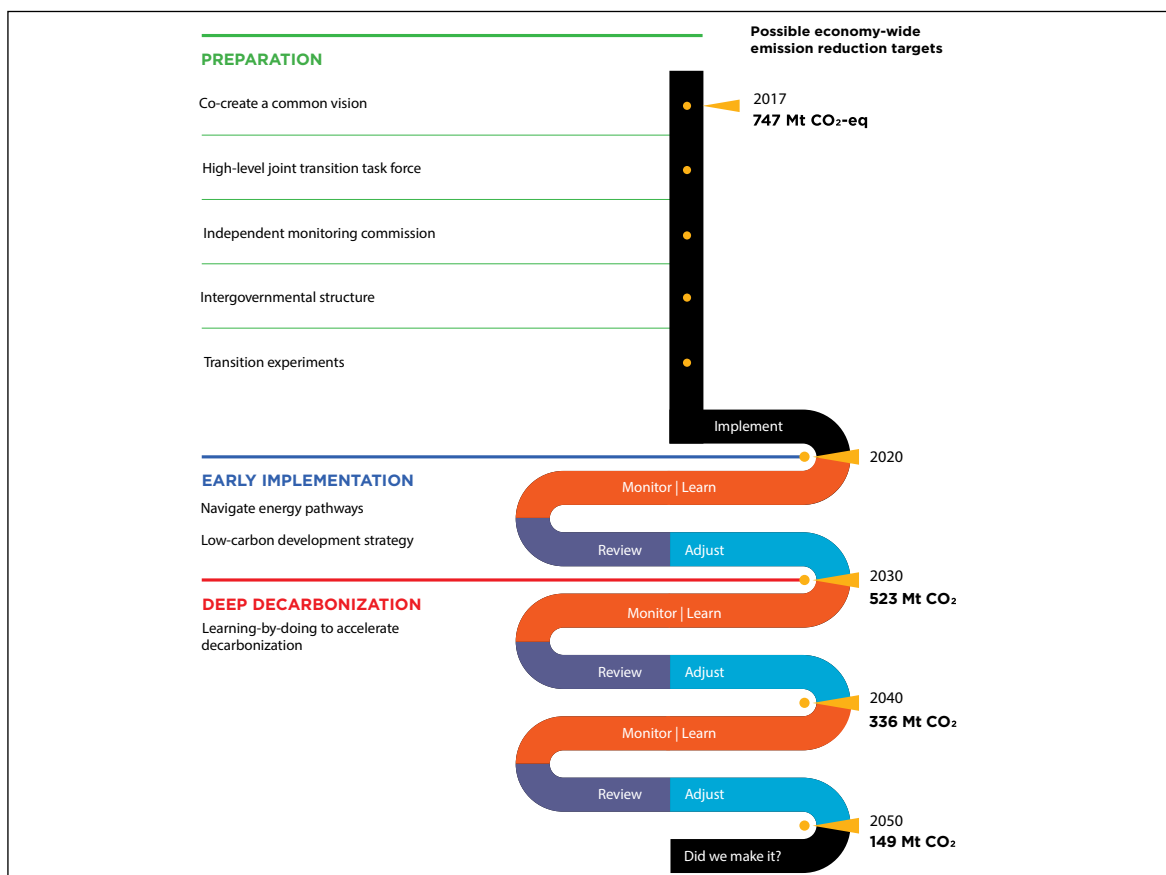 Possible economy-wide
emission reduction targets
PREPARATION
Co-create a common vision
2017
747 Mt CO₂-eq
High-level joint transition task force
Independent monitoring commission
Intergovernmental structure
Transition experiments
Implement
2020
EARLY IMPLEMENTATION
Monitor | Learn
Navigate energy pathways
Low-carbon development strategy
Review
Adjust
2030
523 Mt CO₂
DEEP DECARBONIZATION
Monitor | Learn
Learning-by-doing to accelerate
decarbonization
Review
Adjust
2040
336 Mt CO₂
Monitor | Learn
Review
Adjust
2050
149 Mt CO₂
Did we make it?